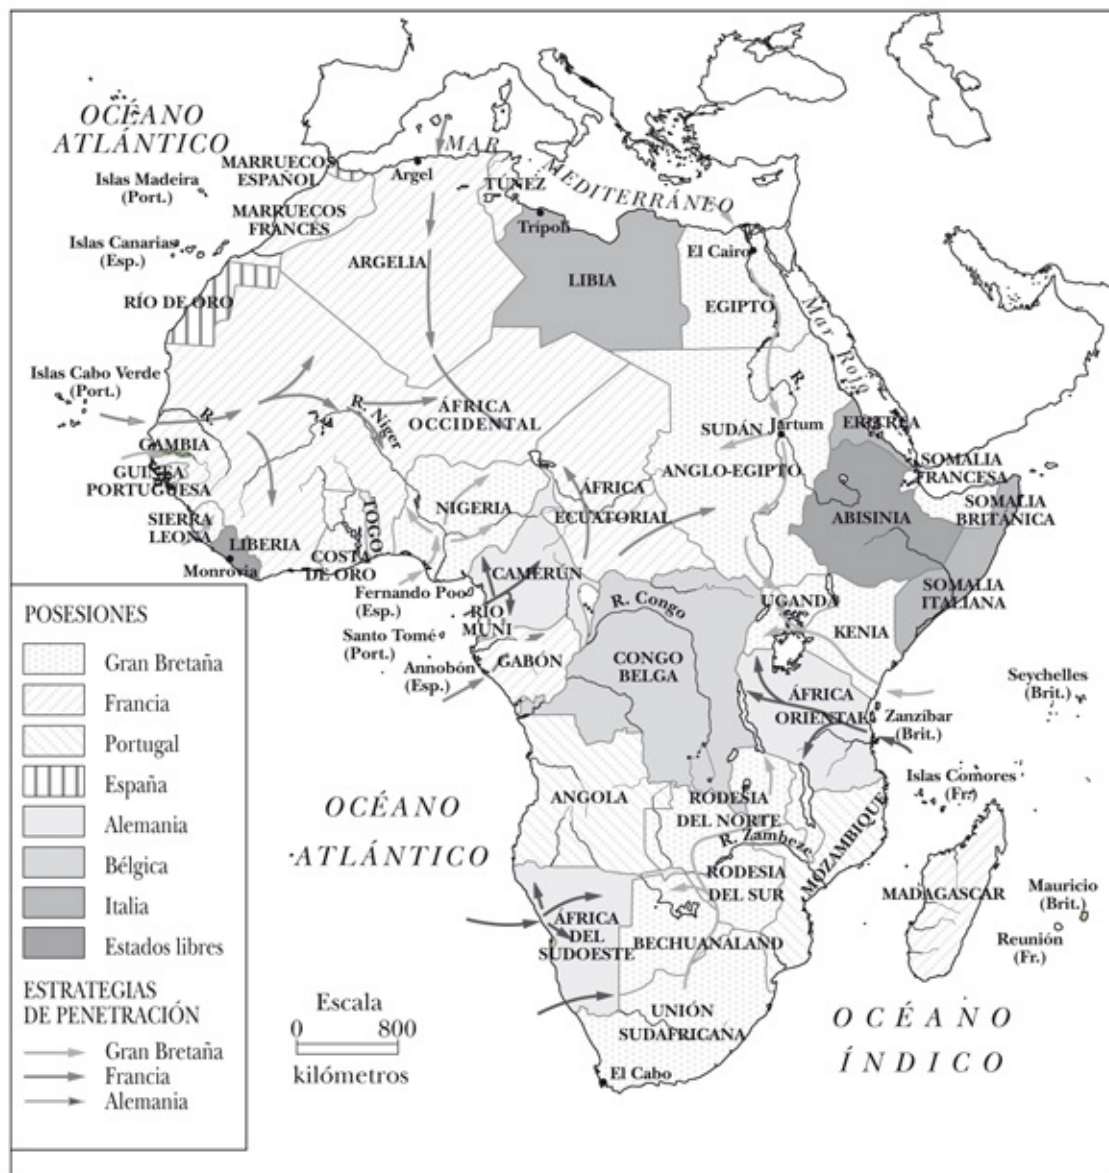 OCÉANO
ATLÁNTICO
Islas Madeira
(Port.)
Islas Canarias
(Esp.)
MARRUECOS
ESPAÑOL
MARRUECOS
FRANCES
Argel
MAR
MEDITERRÁNEO
TÚNEZ
Trípoli
El Cairo
ARGELIA
LIBIA
EGIPTO
Mar Rojo
RÍO DE ORO
Islas Cabo Verde
(Port.)
R.
R. Niger
ÁFRICA
OCCIDENTAL
R.
SUDÁN
Jartum
ANGLO-EGIPTO
ERITREA
SOMALIA
FRANCESA
SOMALIA
BRITÁNICA
GAMBIA
GUINEA
PORTUGUESA
SIERRA
LEONA
LIBERIA
Monrovia
COSTA
DE ORO
TOGO
NIGERIA
ÁFRICA
ECUATORIAL
ABISINIA
SOMALIA
ITALIANA
CAMERÚN
Fernando Poo
(Esp.)
RÍO
MUNI
Santo Tomé
(Port.)
Annobón
(Esp.)
GABÓN
R. Congo
CONGO
BELGA
UGANDA
KENIA
ÁFRICA
ORIENTAL
Zanzíbar
(Brit.)
Seychelles
(Brit.)
Islas Comores
(Fr.)
OCÉANO
ATLÁNTICO
ANGOLA
RODESIA
DEL NORTE
R. Zambeze
MOZAMBIQUE
RODESIA
DEL SUR
MADAGASCAR
Mauricio
(Brit.)
Reunión
(Fr.)
ÁFRICA
DEL
SUDOESTE
BECHUANALAND
UNIÓN
SUDAFRICANA
El Cabo
OCÉANO
ÍNDICO
Escala
0 800
kilómetros
POSESIONES
Gran Bretaña
Francia
Portugal
España
Alemania
Bélgica
Italia
Estados libres
ESTRATEGIAS
DE PENETRACIÓN
Gran Bretaña
Francia
Alemania